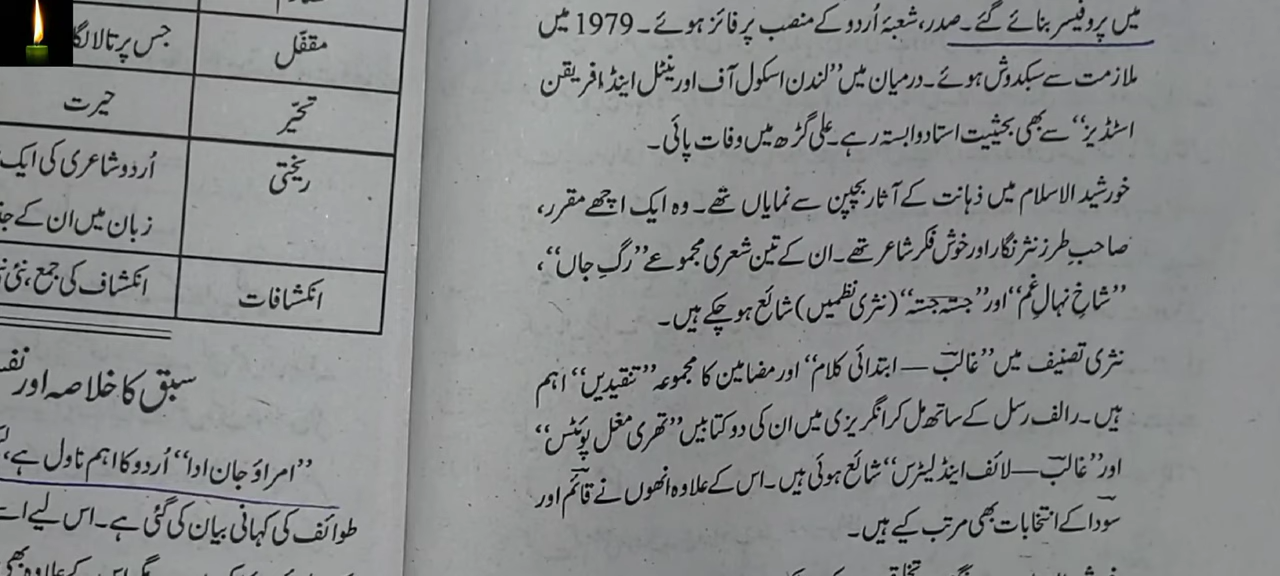 میں پروفیسر بنائے گئے۔ صدر، شعبۂ اُردو کے منصب پر فائز ہوئے۔ 1979 میں
ملازمت سے سبکدوش ہوئے۔ درمیان میں ”لندن اسکول آف اورینٹل اینڈ افریقن
اسٹڈیز“ سے بھی بحیثیت استاد وابستہ رہے۔ علی گڑھ میں وفات پائی۔
خورشید الاسلام میں ذہانت کے آثار بچپن سے نمایاں تھے۔ وہ ایک اچھے مقرر،
صاحبِ طرز نثر نگار اور خوش فکر شاعر تھے۔ ان کے تین شعری مجموعے ”رگِ جاں“،
”شاخِ نہالِ غم“ اور ”جستہ جستہ“ (نثری نظمیں) شائع ہوچکے ہیں۔
نثری تصنیف میں ”غالبؔ — ابتدائی کلام“ اور مضامین کا مجموعہ ”تنقیدیں“ اہم
ہیں۔ رالف رسل کے ساتھ مل کر انگریزی میں ان کی دو کتابیں ”تھری مغل پوئٹس“
اور ”غالبؔ — لائف اینڈ لیٹرس“ شائع ہوئی ہیں۔ اس کے علاوہ انھوں نے قائمؔ اور
سوداؔ کے انتخابات بھی مرتب کیے ہیں۔
مقفّل جس پر تالا لگا
تحیّر حیرت
ریختی اُردو شاعری کی ایک
زبان میں ان کے
انکشافات انکشاف کی جمع، نئی
سبق کا خلاصہ اور
”امراؤ جان ادا“ اُردو کا اہم ناول ہے،
طوائف کی کہانی بیان کی گئی ہے۔ اس لیے